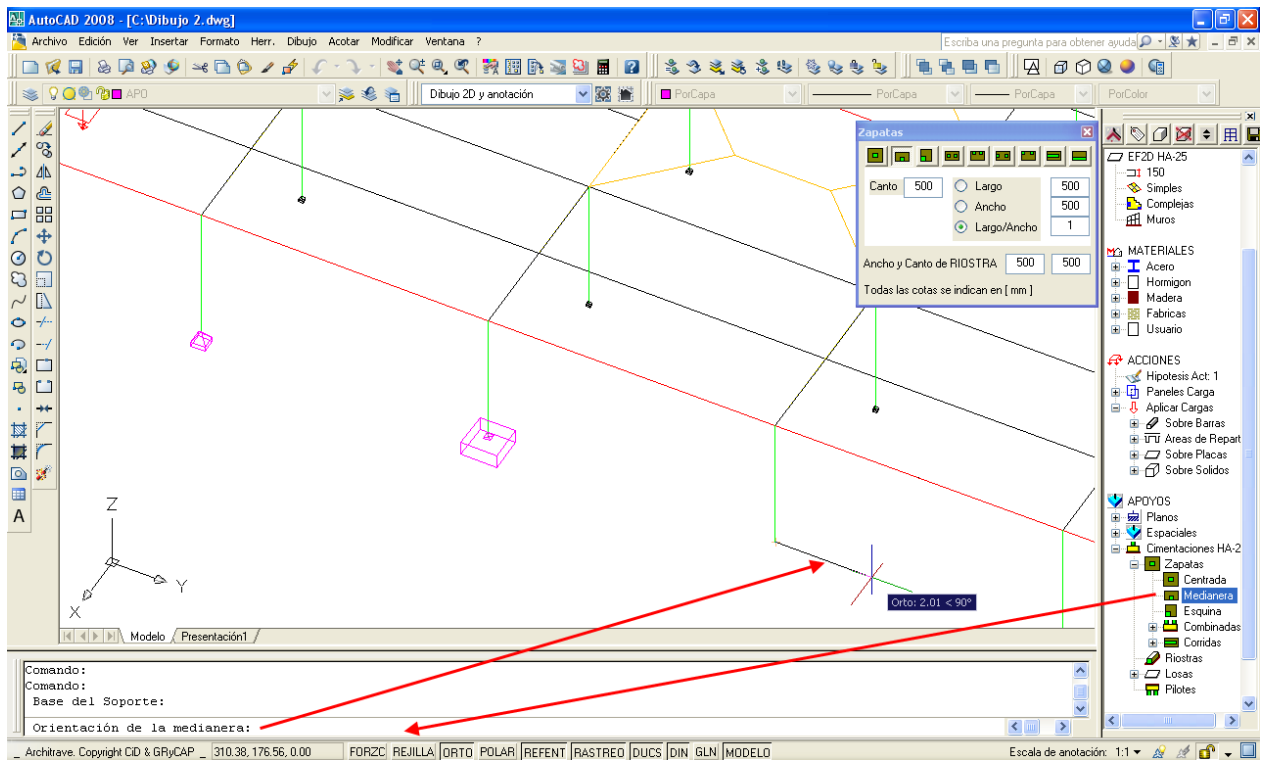 AutoCAD 2008 - [C:\Dibujo 2.dwg]
Archivo Edición Ver Insertar Formato Herr. Dibujo Acotar Modificar Ventana ?
Escriba una pregunta para obtener ayuda
APO
Dibujo 2D y anotación
PorCapa
PorCapa
PorCapa
PorColor
Zapatas
Canto 500
Largo 500
Ancho 500
Largo/Ancho 1
Ancho y Canto de RIOSTRA 500 500
Todas las cotas se indican en [ mm ]
EF2D HA-25
150
Simples
Complejas
Muros
MATERIALES
Acero
Hormigon
Madera
Fabricas
Usuario
ACCIONES
Hipotesis Act: 1
Paneles Carga
Aplicar Cargas
Sobre Barras
Areas de Repart
Sobre Placas
Sobre Solidos
APOYOS
Planos
Espaciales
Cimentaciones HA-2
Zapatas
Centrada
Medianera
Esquina
Combinadas
Corridas
Riostras
Losas
Pilotes
A
Z
Y
X
Orto: 2.01 < 90°
Modelo
Presentación1
Comando:
Comando:
Base del Soporte:
Orientación de la medianera:
_ Architrave. Copyright CiD & GRyCAP _
310.38, 176.56, 0.00
FORZC REJILLA ORTO POLAR REFENT RASTREO DUCS DIN GLN MODELO
Escala de anotación: 1:1